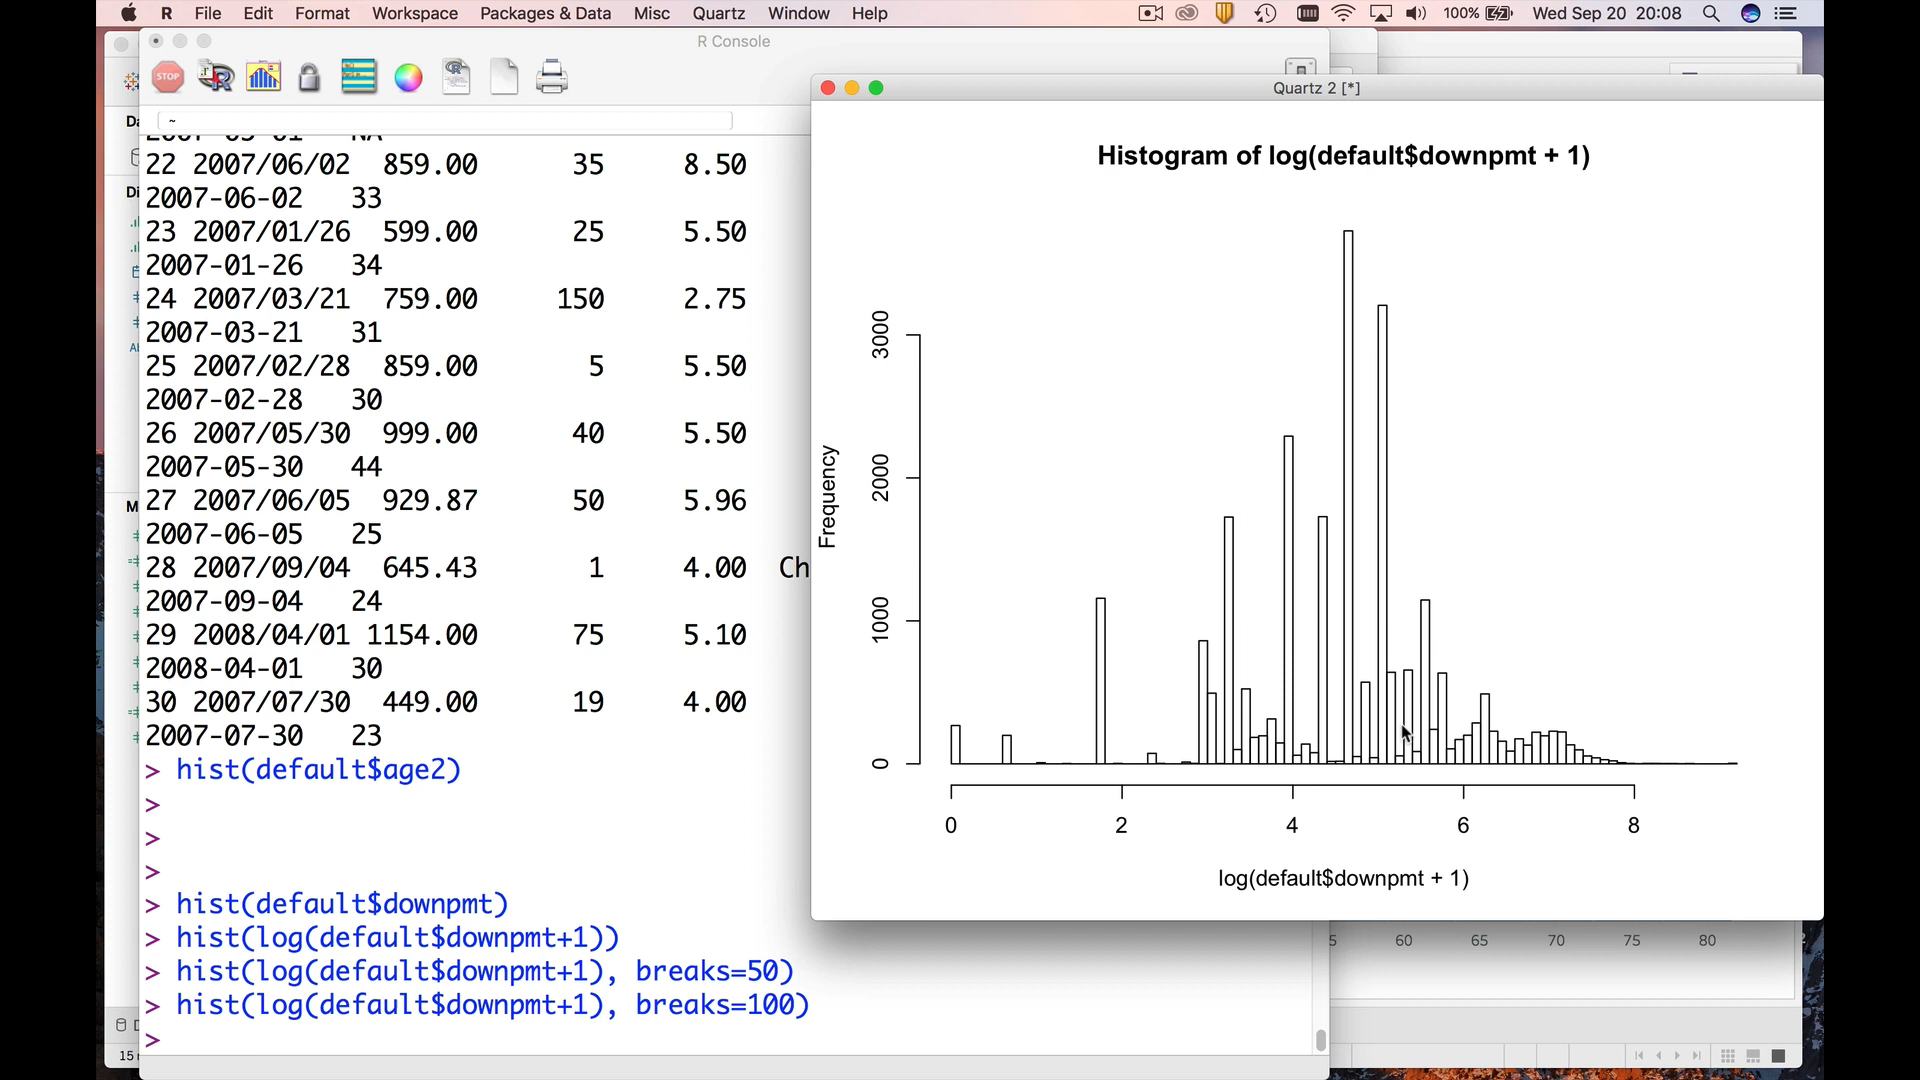 R File Edit Format Workspace Packages & Data Misc Quartz Window Help 100% Wed Sep 20 20:08
R Console
STOP
Quartz 2 [*]
~
22 2007/06/02 859.00 35 8.50
2007-06-02 33
23 2007/01/26 599.00 25 5.50
2007-01-26 34
24 2007/03/21 759.00 150 2.75
2007-03-21 31
25 2007/02/28 859.00 5 5.50
2007-02-28 30
26 2007/05/30 999.00 40 5.50
2007-05-30 44
27 2007/06/05 929.87 50 5.96
2007-06-05 25
28 2007/09/04 645.43 1 4.00 Ch
2007-09-04 24
29 2008/04/01 1154.00 75 5.10
2008-04-01 30
30 2007/07/30 449.00 19 4.00
2007-07-30 23
> hist(default$age2)
>
>
>
> hist(default$downpmt)
> hist(log(default$downpmt+1))
> hist(log(default$downpmt+1), breaks=50)
> hist(log(default$downpmt+1), breaks=100)
>
Histogram of log(default$downpmt + 1)
Frequency
3000
2000
1000
0
0 2 4 6 8
log(default$downpmt + 1)
5 60 65 70 75 80